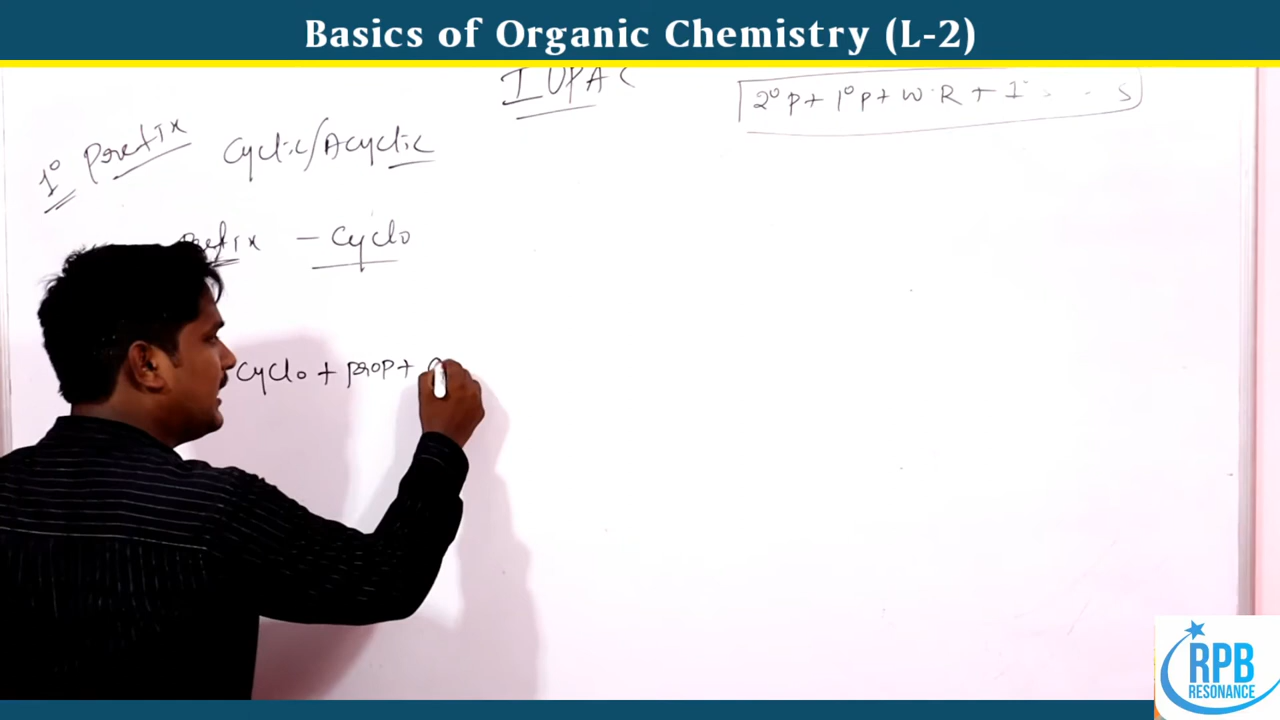 Basics of Organic Chemistry (L-2)
IUPAC
2° P + 1° P + W.R + 1° S
1° Prefix
Cyclic/Acyclic
Prefix - Cyclo
Cyclo + prop +
RPB
RESONANCE